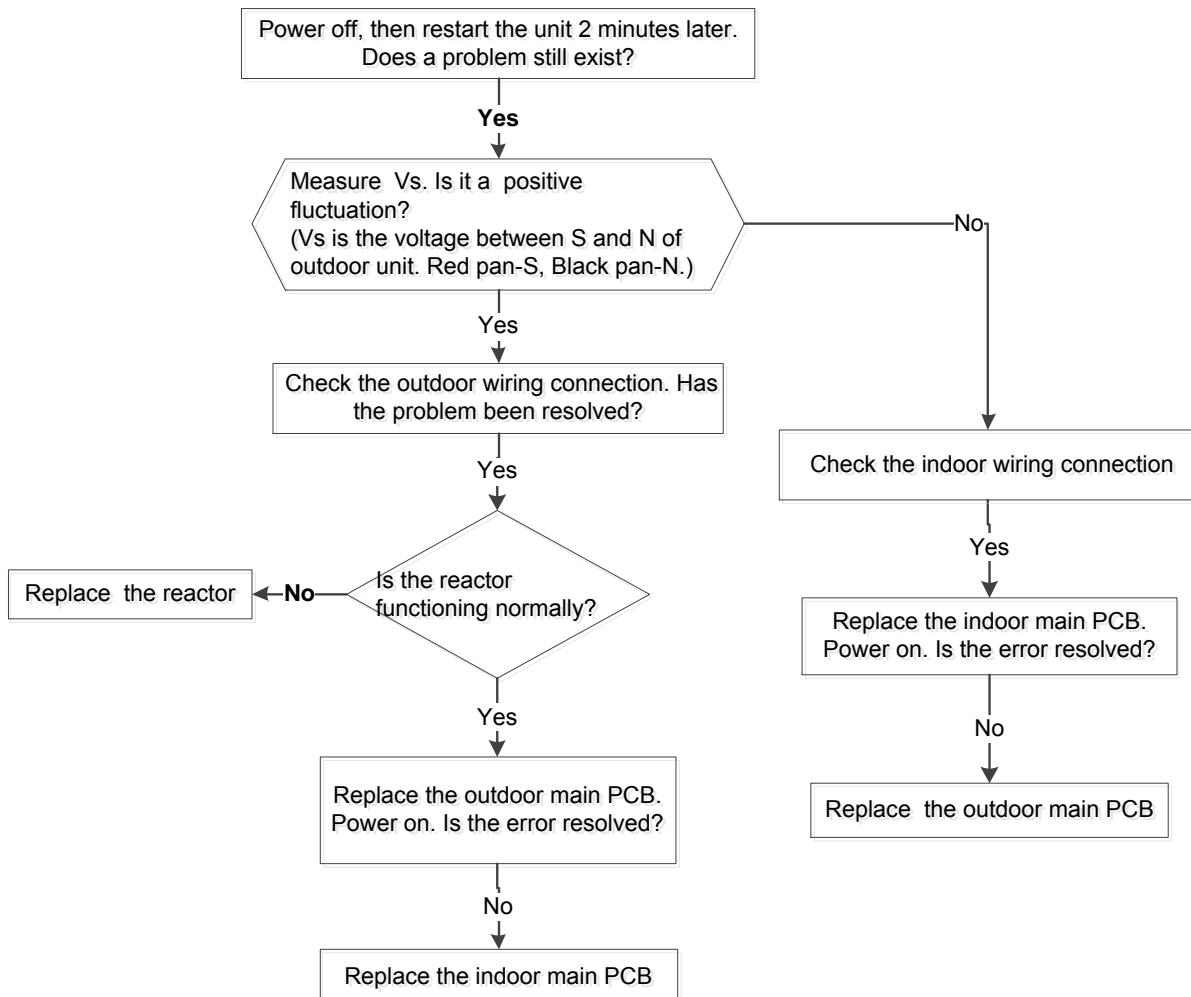 Power off, then restart the unit 2 minutes later.
Does a problem still exist?
Yes
Measure Vs. Is it a positive
fluctuation?
(Vs is the voltage between S and N of
outdoor unit. Red pan-S, Black pan-N.)
No
Yes
Check the outdoor wiring connection. Has
the problem been resolved?
Check the indoor wiring connection
Yes
Yes
Is the reactor
functioning normally?
No
Replace the reactor
Replace the indoor main PCB.
Power on. Is the error resolved?
Yes
No
Replace the outdoor main PCB.
Power on. Is the error resolved?
Replace the outdoor main PCB
No
Replace the indoor main PCB